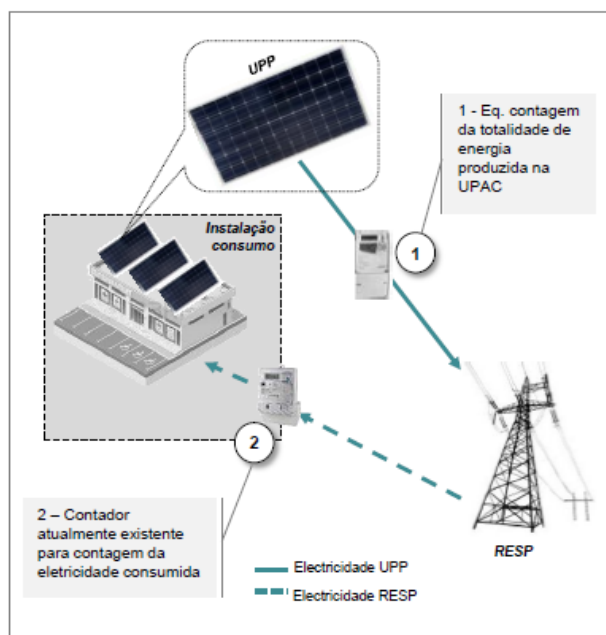 UPP
1 - Eq. contagem
da totalidade de
energia
produzida na
UPAC
Instalação
consumo
1
2
2 – Contador
atualmente existente
para contagem da
eletricidade consumida
RESP
Electricidade UPP
Electricidade RESP